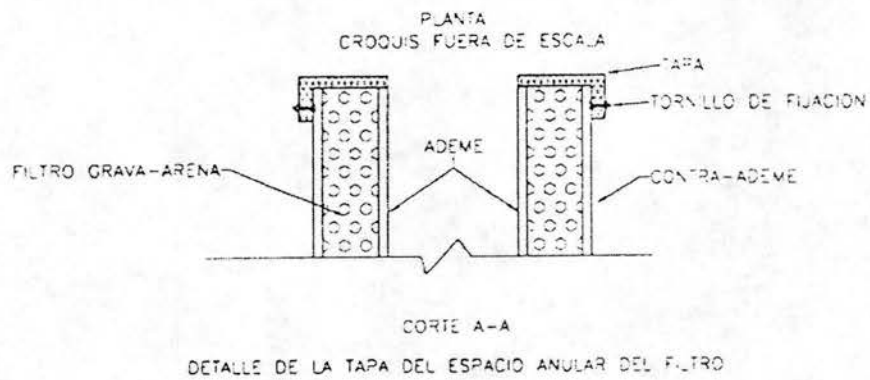 PLANTA
CROQUIS FUERA DE ESCALA
TAPA
TORNILLO DE FIJACION
ADEME
FILTRO GRAVA-ARENA
CONTRA-ADEME
CORTE A-A
DETALLE DE LA TAPA DEL ESPACIO ANULAR DEL FILTRO